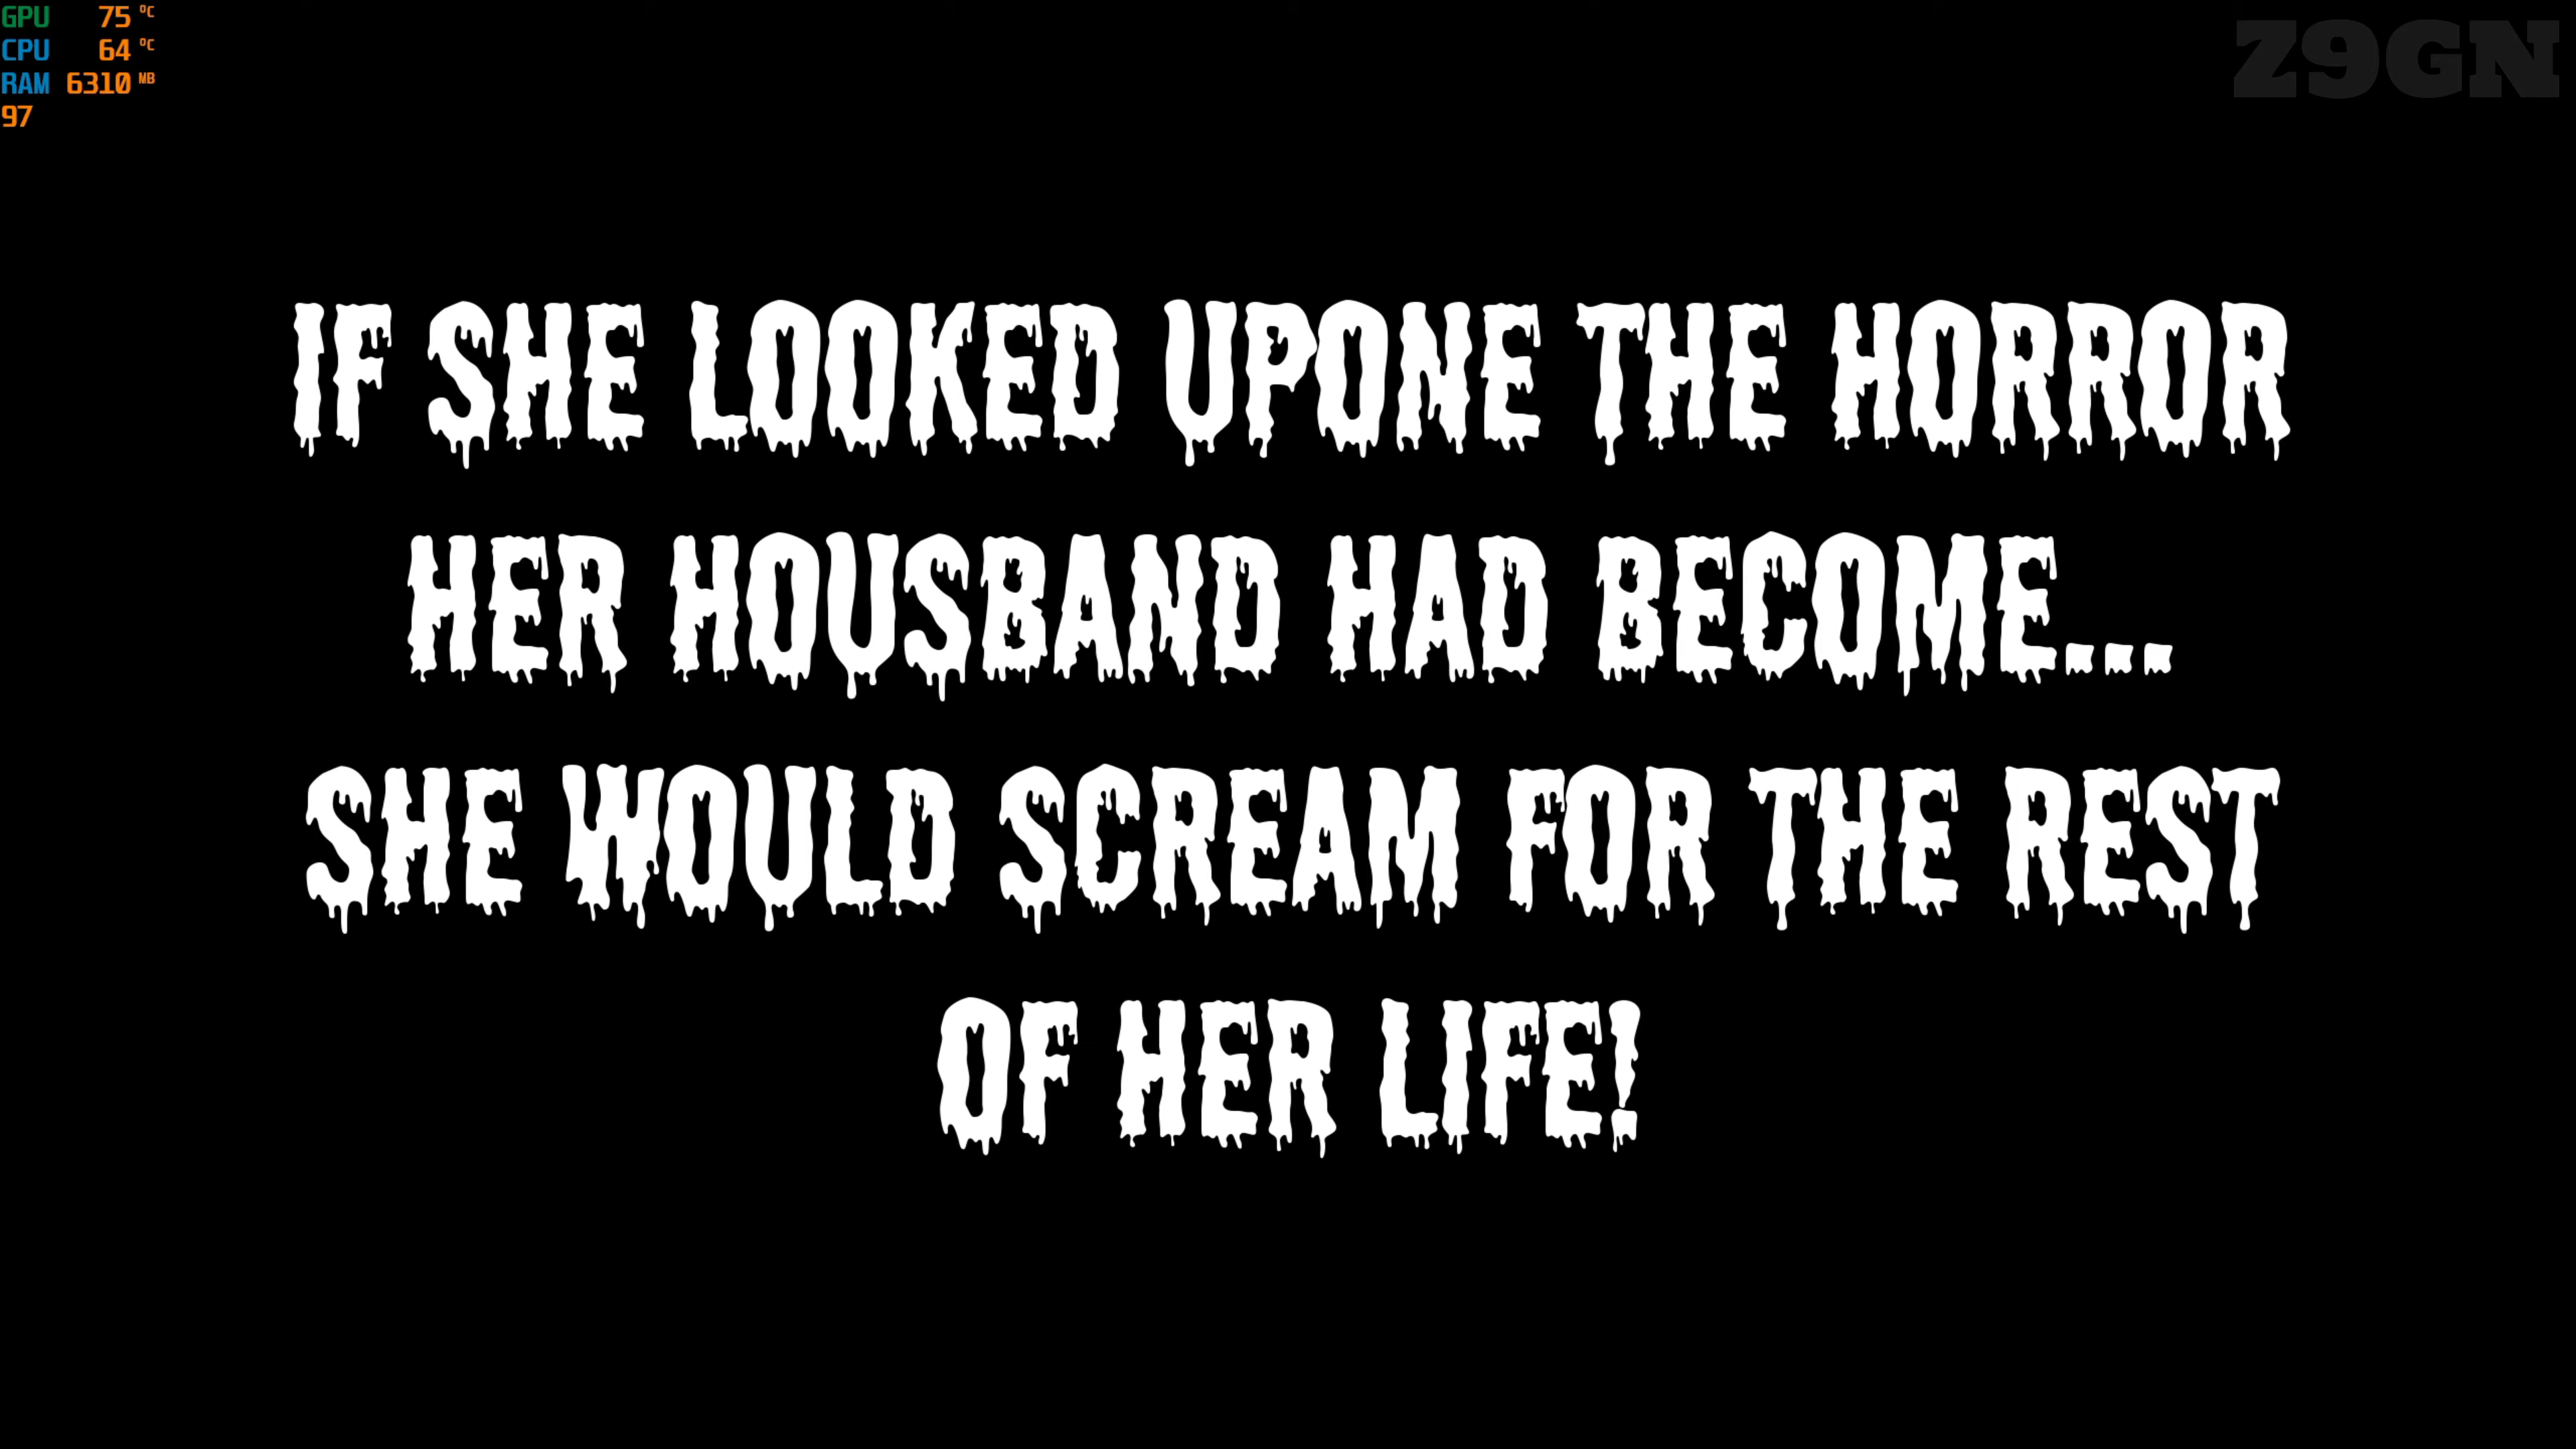 GPU 75 °C
CPU 64 °C
RAM 6310 MB
97
Z9GN
IF SHE LOOKED UPONE THE HORROR
HER HOUSBAND HAD BECOME...
SHE WOULD SCREAM FOR THE REST
OF HER LIFE!